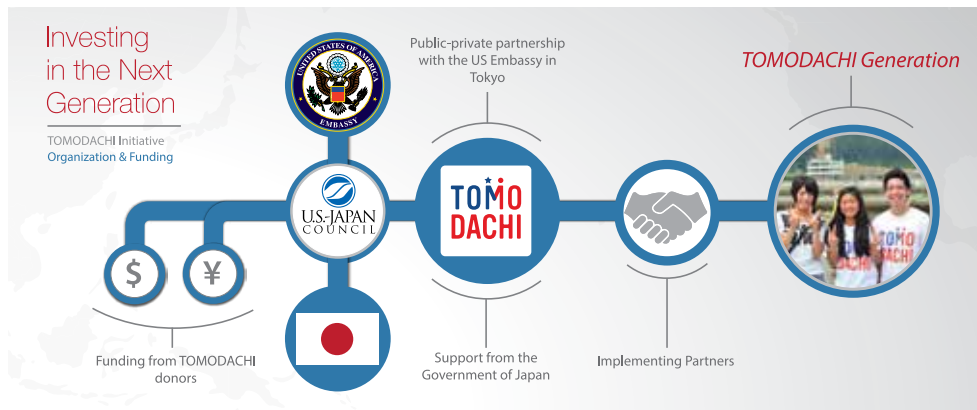 Investing
in the Next
Generation
TOMODACHI Initiative
Organization & Funding
UNITED STATES OF AMERICA
EMBASSY
Public-private partnership
with the US Embassy in
Tokyo
TOMODACHI Generation
U.S.-JAPAN
COUNCIL
TOMO
DACHI
TOMO
DACHI
$ ¥
Funding from TOMODACHI
donors
Support from the
Government of Japan
Implementing Partners